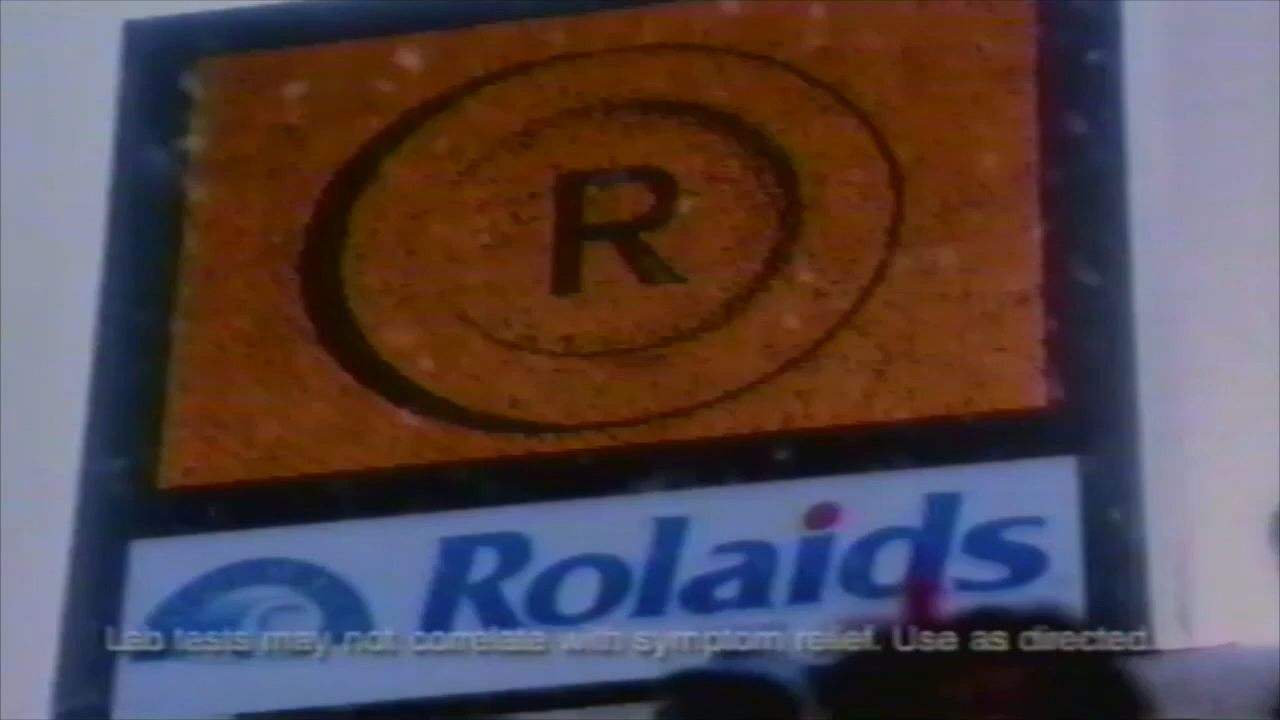 R
Rolaids
Lab tests may not correlate with symptom relief. Use as directed.